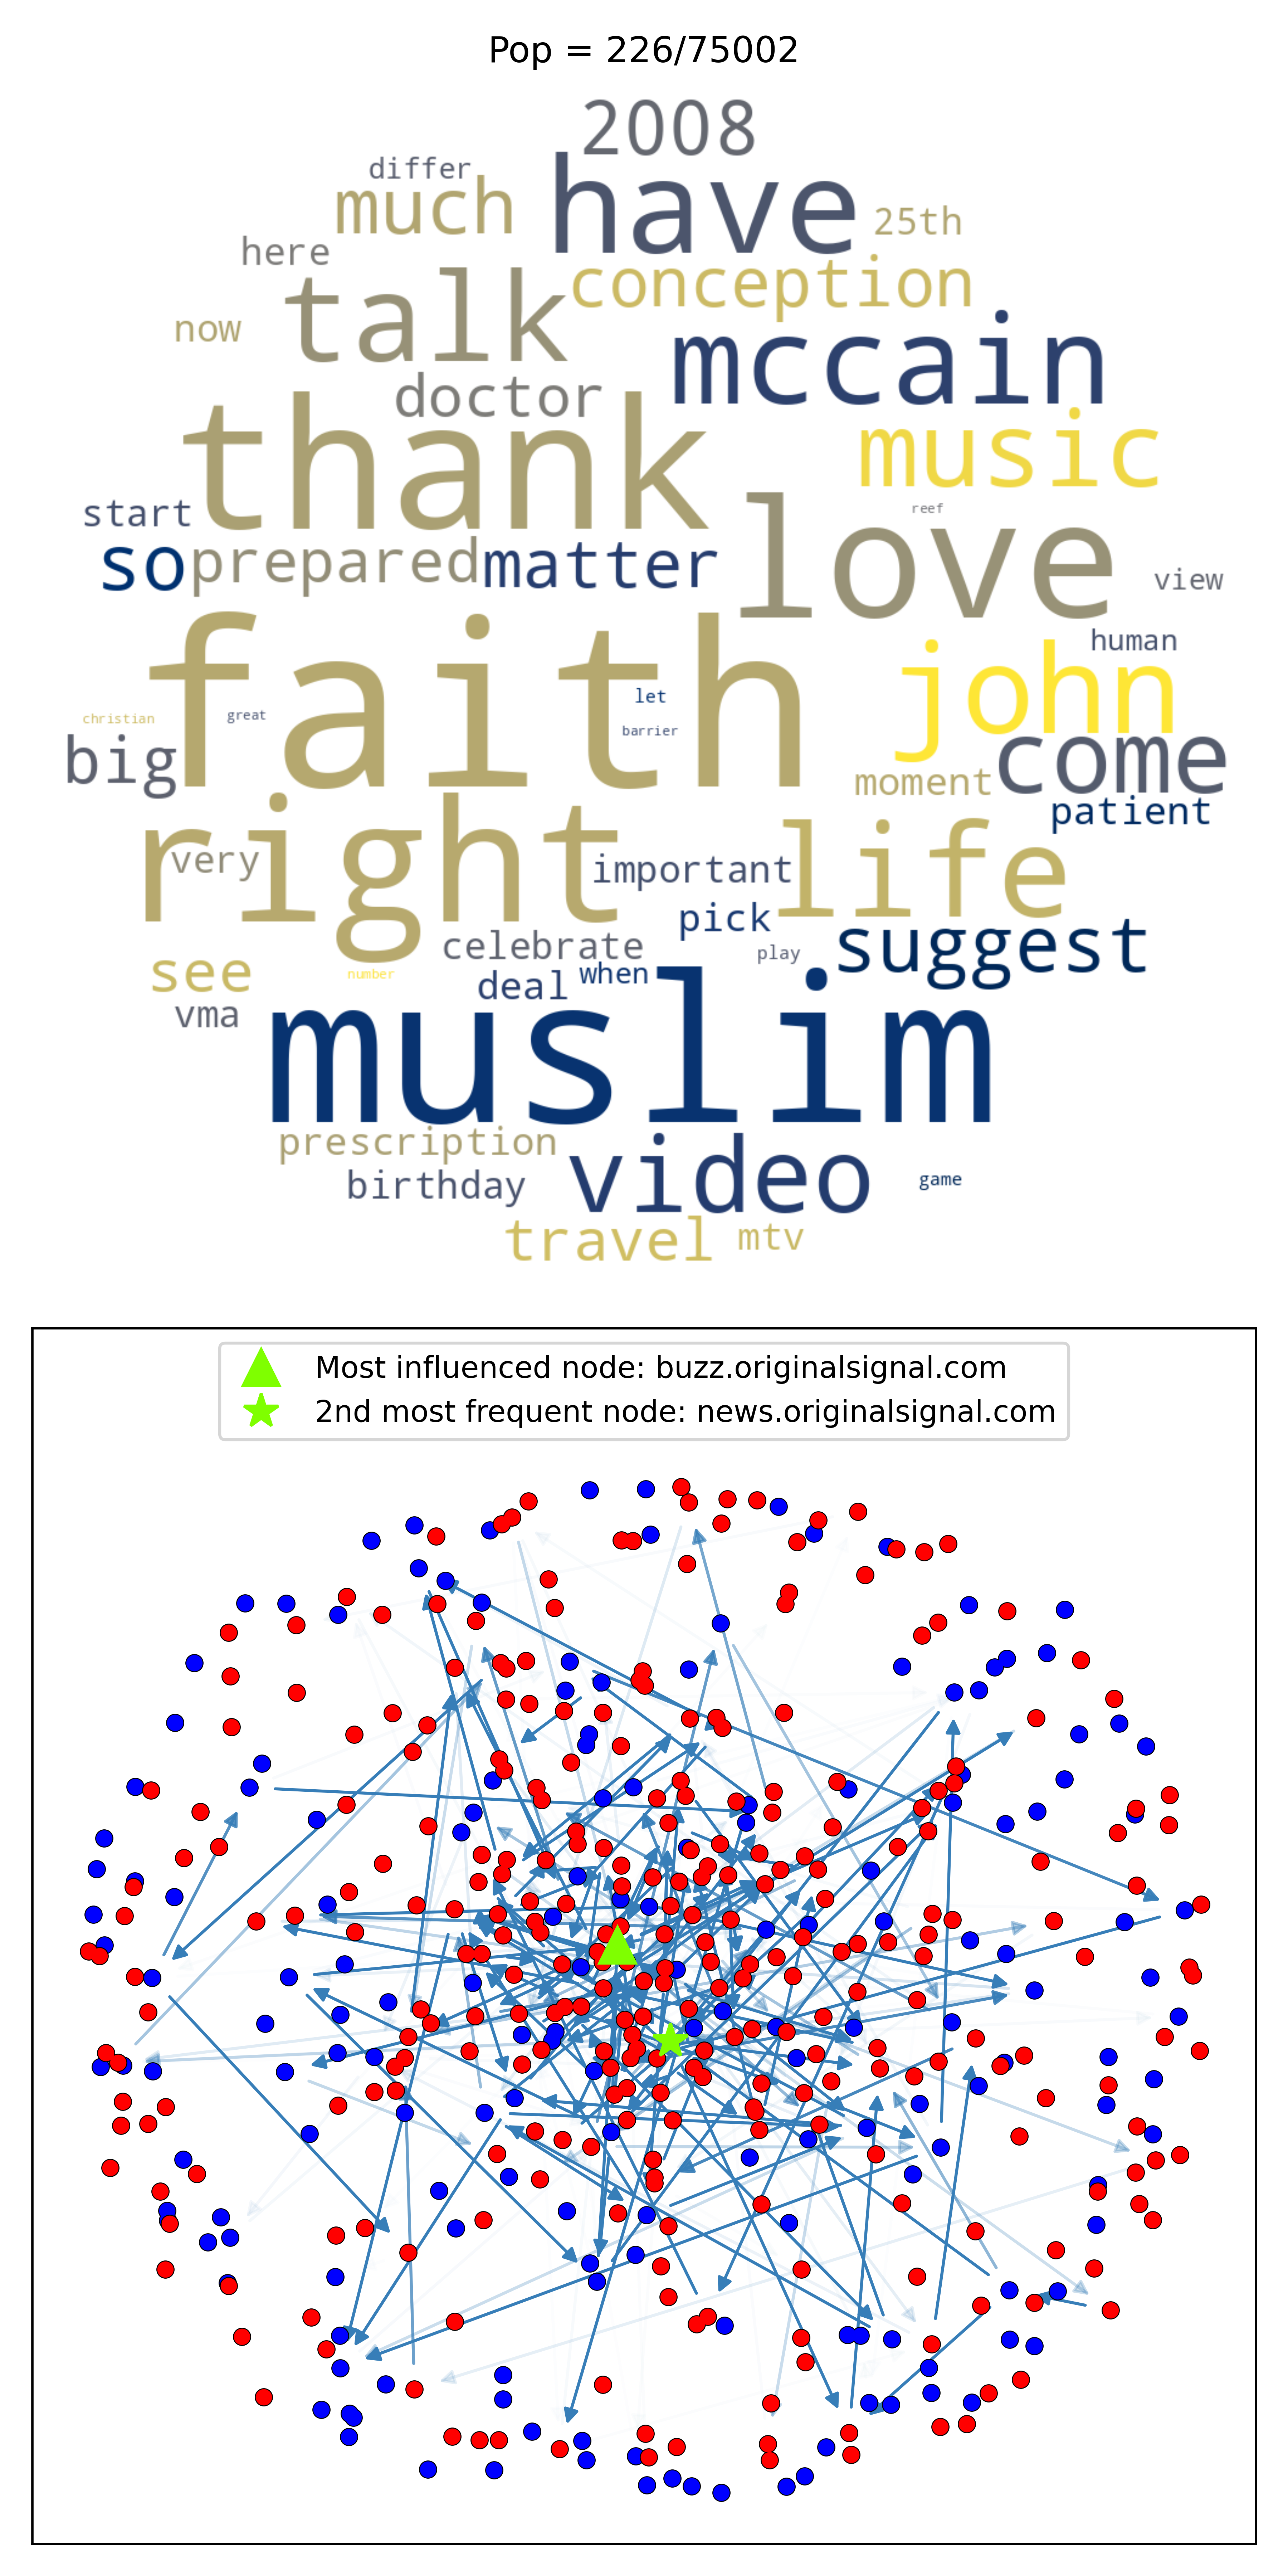 Pop = 226/75002
2008
differ
have
much
25th
here
conception
talk
now
mccain
doctor
thank
music
start
reef
love
so
prepared
matter
view
faith
human
john
let
christian
great
barrier
big
come
moment
patient
right
very
important
life
pick
suggest
celebrate
play
see
number
deal
when
vma
muslim
prescription
video
birthday
game
travel
mtv
Most influenced node: buzz.originalsignal.com
2nd most frequent node: news.originalsignal.com